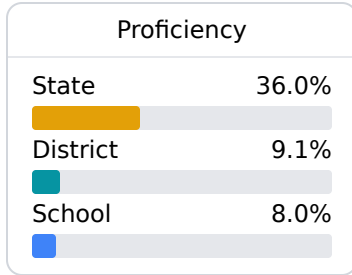 Proficiency
State 36.0%
District 9.1%
School 8.0%